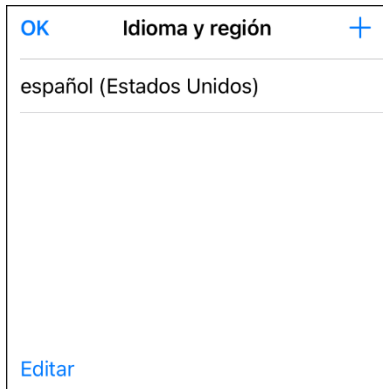 OK Idioma y región +
español (Estados Unidos)
Editar